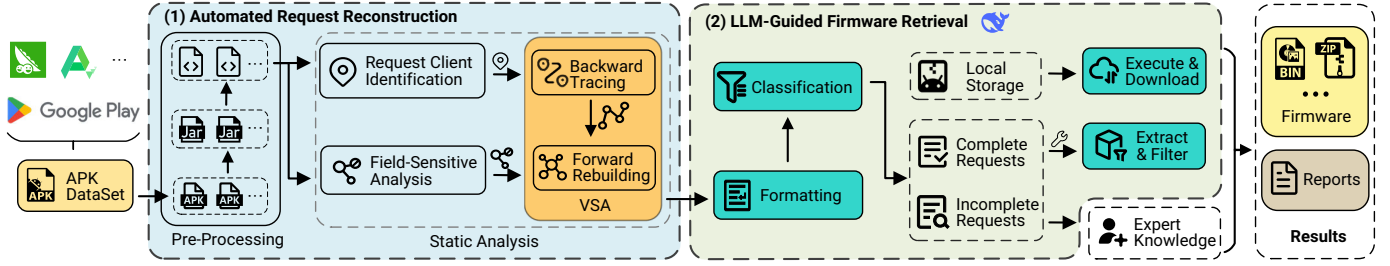 Google Play
APK
APK
DataSet
(1) Automated Request Reconstruction
Jar
Jar
APK
APK
Pre-Processing
Request Client
Identification
Field-Sensitive
Analysis
Static Analysis
Backward
Tracing
Forward
Rebuilding
VSA
(2) LLM-Guided Firmware Retrieval
Classification
Formatting
Local
Storage
Complete
Requests
Incomplete
Requests
Execute &
Download
Extract
& Filter
Expert
Knowledge
BIN
ZIP
Firmware
Reports
Results